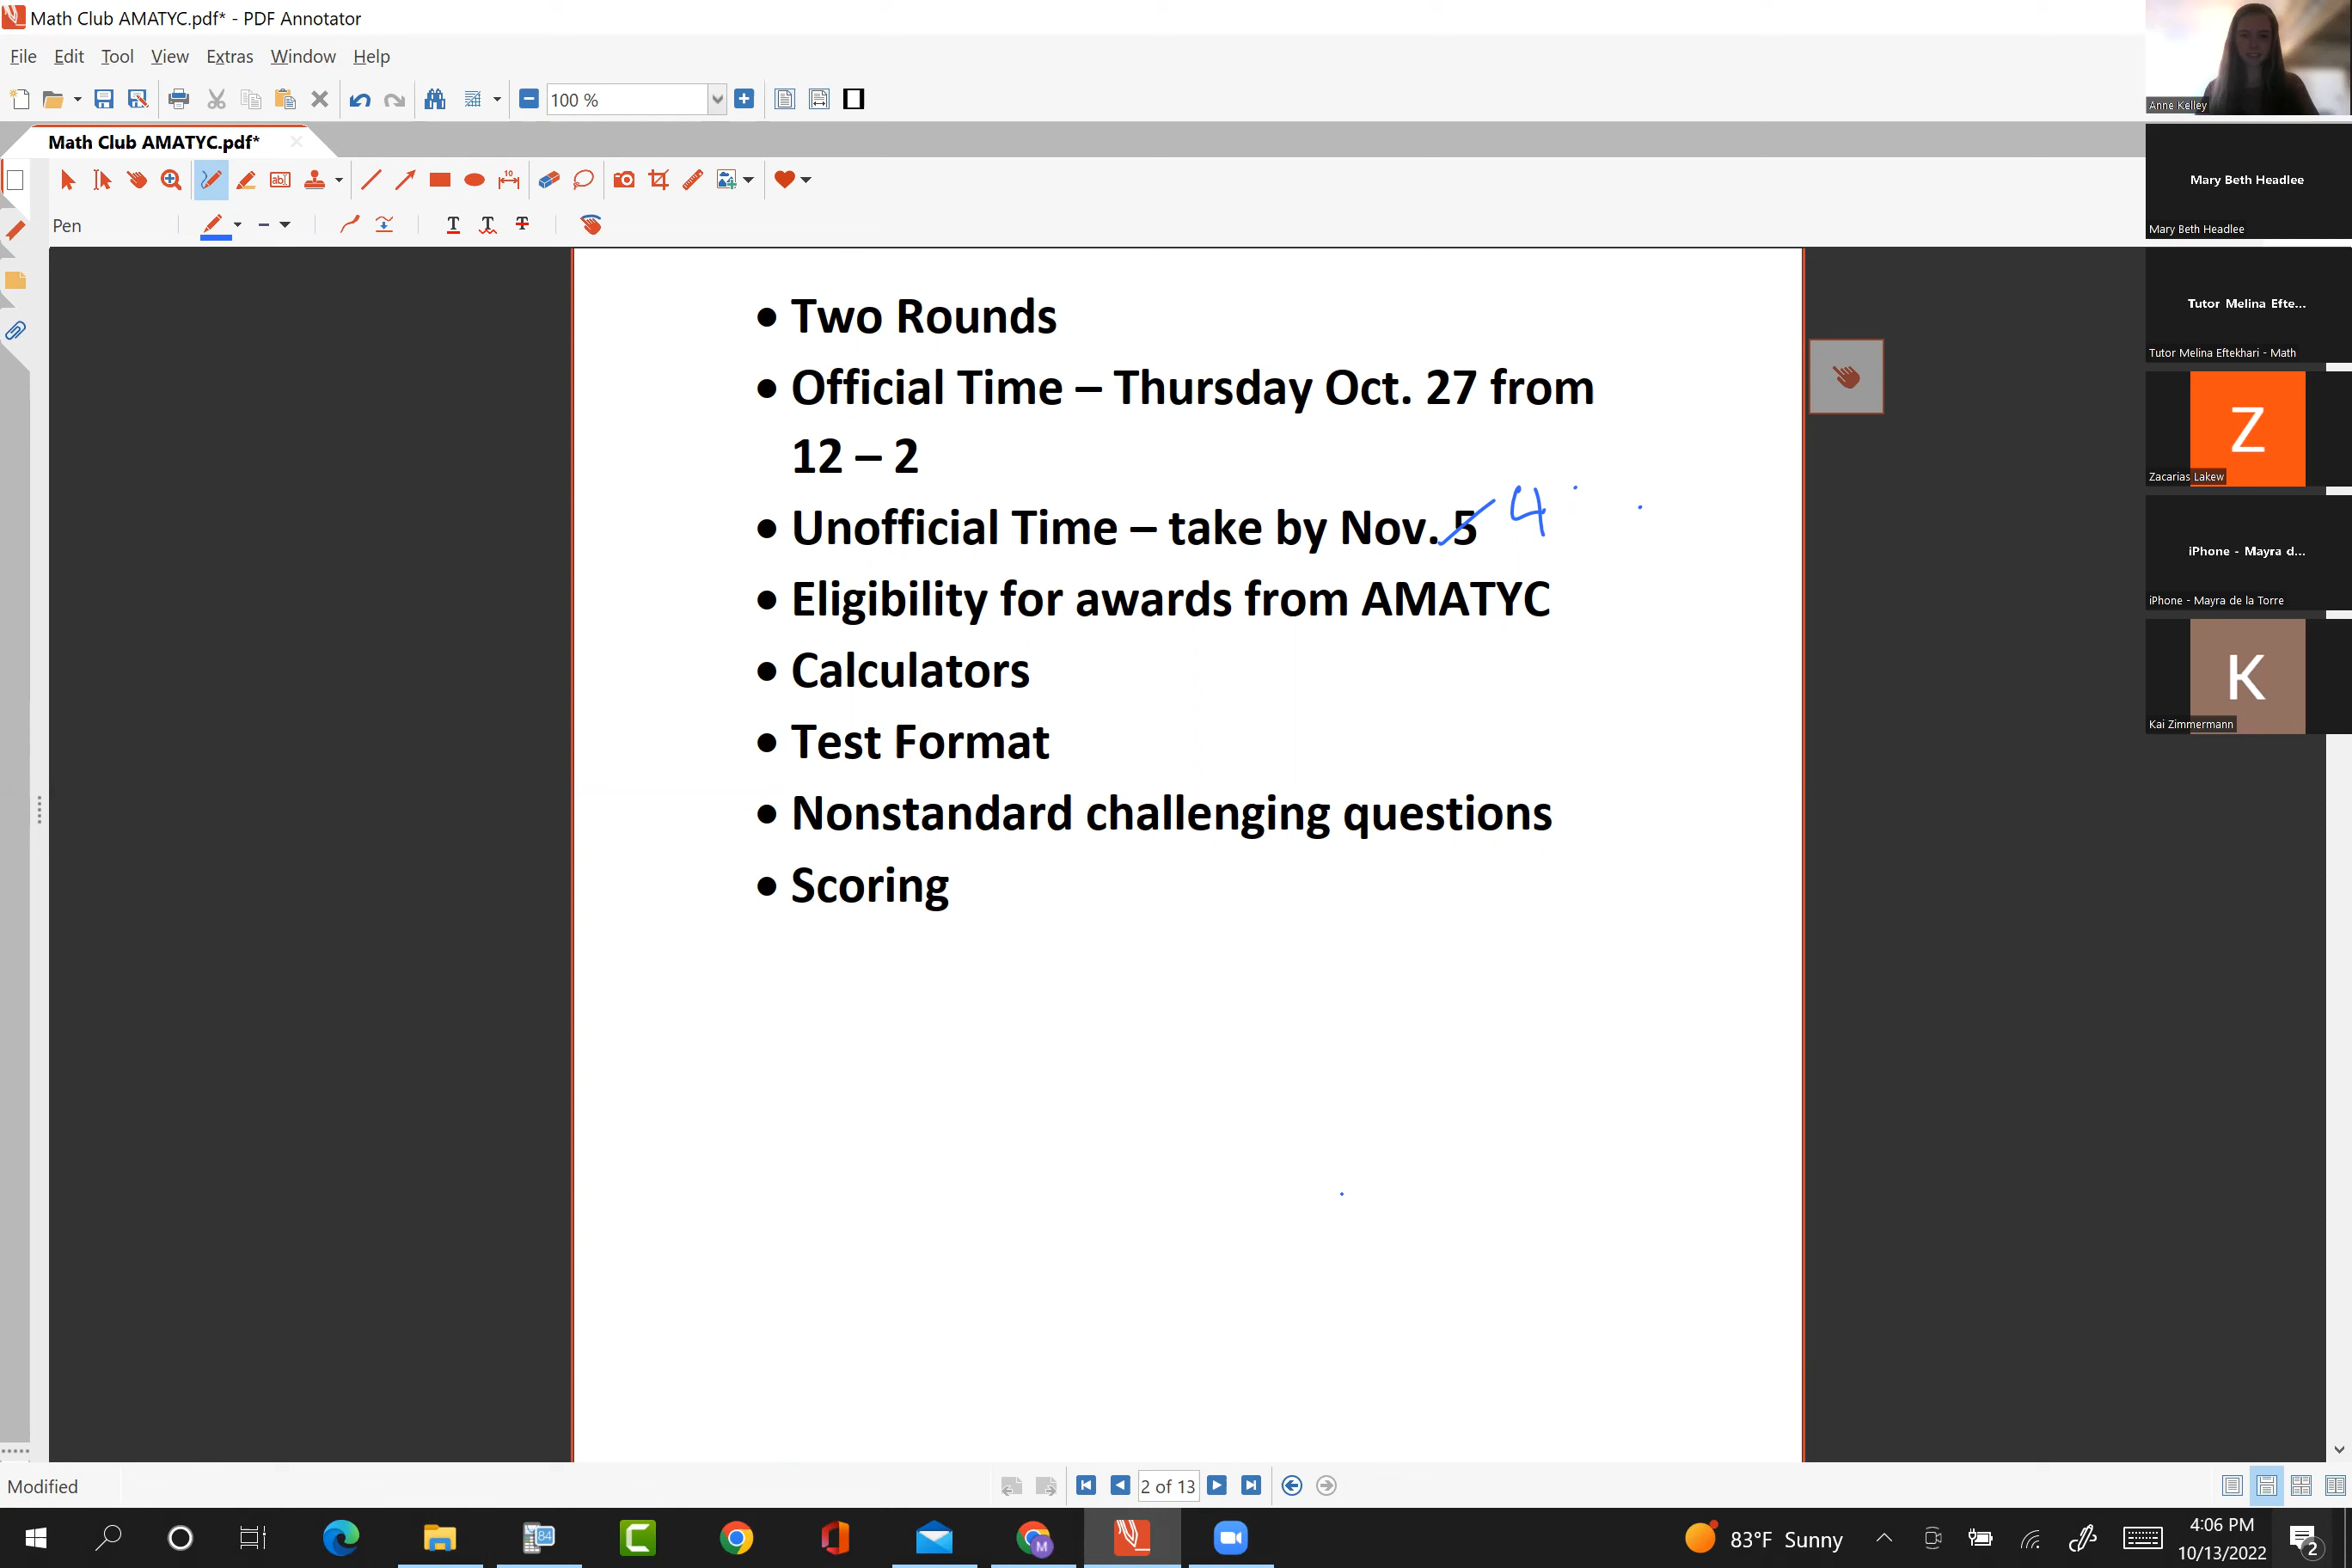 Math Club AMATYC.pdf* - PDF Annotator
File Edit Tool View Extras Window Help
100 %
Math Club AMATYC.pdf*
Pen
• Two Rounds
• Official Time – Thursday Oct. 27 from
12 – 2
• Unofficial Time – take by Nov. 5 4
• Eligibility for awards from AMATYC
• Calculators
• Test Format
• Nonstandard challenging questions
• Scoring
Anne Kelley
Mary Beth Headlee
Mary Beth Headlee
Tutor Melina Efte...
Tutor Melina Eftekhari - Math
Z
Zacarias Lakew
iPhone - Mayra d...
iPhone - Mayra de la Torre
K
Kai Zimmermann
Modified
2 of 13
84
M
83°F Sunny
4:06 PM
10/13/2022
2